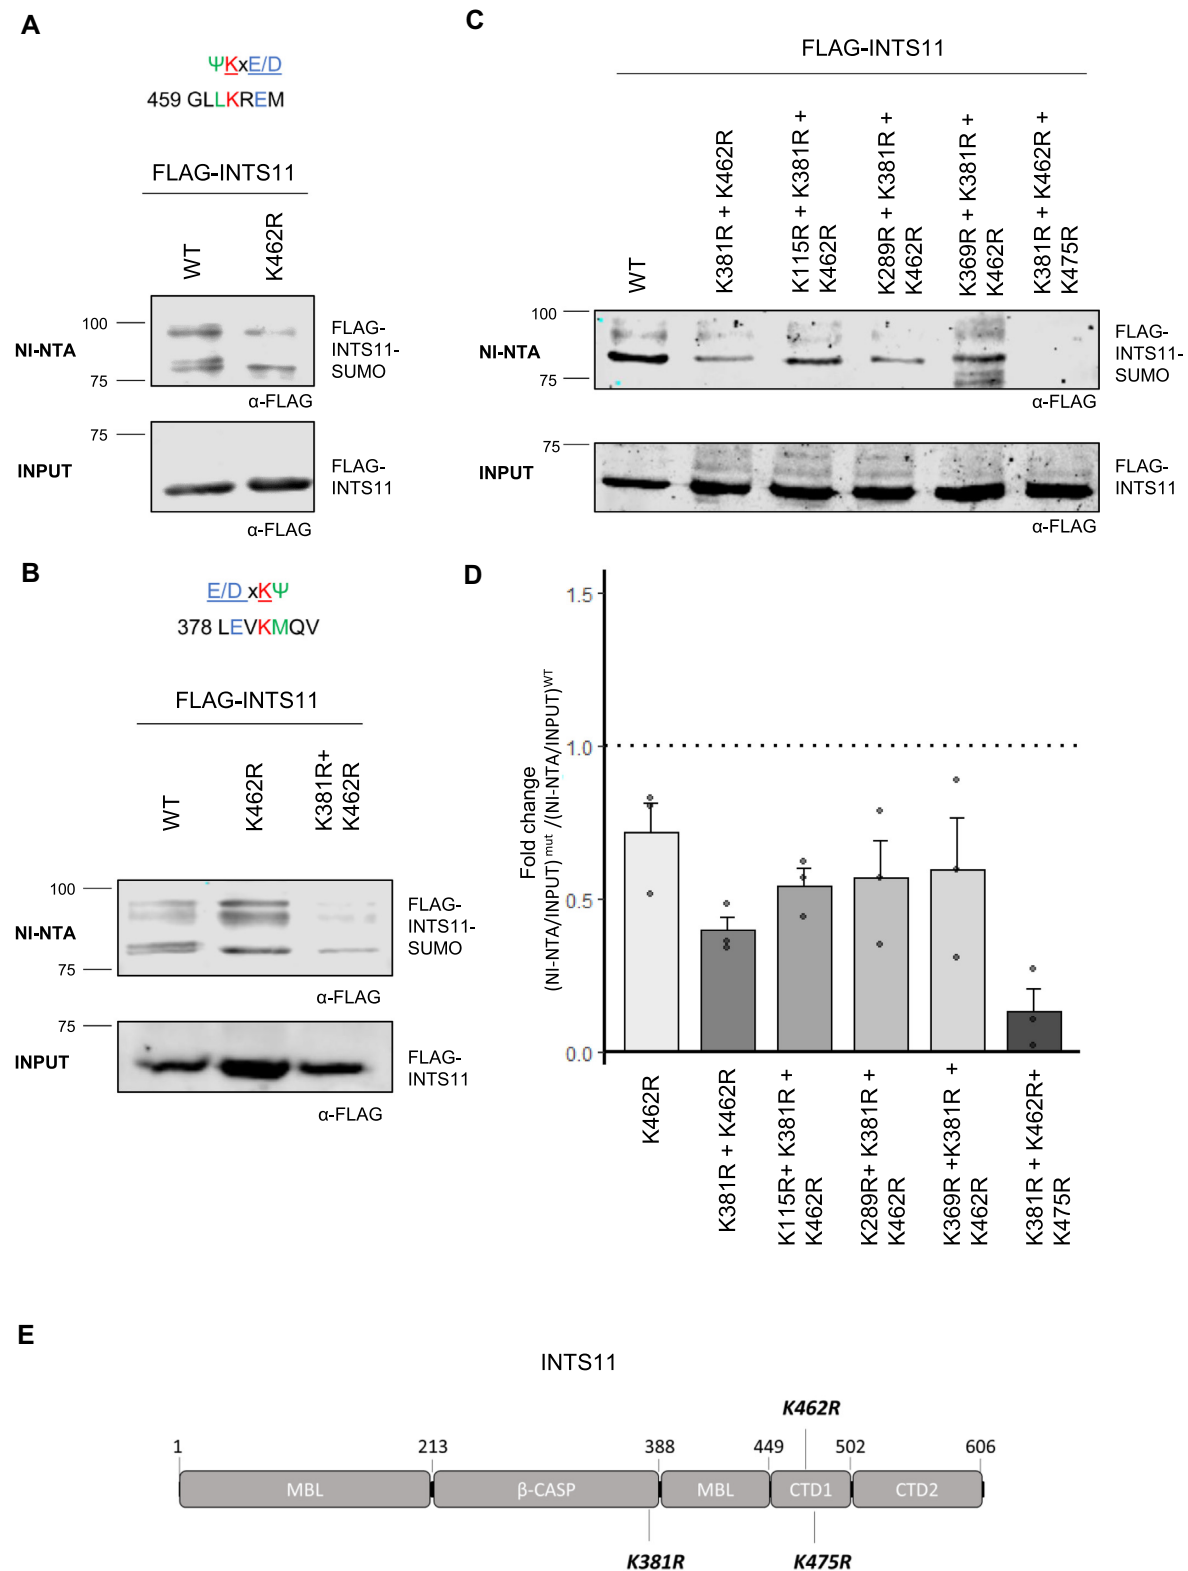 A
ΨKxE/D
459 GLLKREM
FLAG-INTS11
WT
K462R
100
75
NI-NTA
FLAG-
INTS11-
SUMO
α-FLAG
75
INPUT
FLAG-
INTS11
α-FLAG
B
E/D xKΨ
378 LEVKMQV
FLAG-INTS11
WT
K462R
K381R+
K462R
100
75
NI-NTA
FLAG-
INTS11-
SUMO
α-FLAG
75
INPUT
FLAG-
INTS11
α-FLAG
C
FLAG-INTS11
WT
K381R + K462R
K115R + K381R +
K462R
K289R + K381R +
K462R
K369R + K381R +
K462R
K381R + K462R +
K475R
100
75
NI-NTA
FLAG-
INTS11-
SUMO
α-FLAG
75
INPUT
FLAG-
INTS11
α-FLAG
D
Fold change
(NI-NTA/INPUT)mut /(NI-NTA/INPUT)WT
1.5
1.0
0.5
0.0
K462R
K381R + K462R
K115R+ K381R +
K462R
K289R+ K381R +
K462R
K369R +K381R +
K462R
K381R + K462R+
K475R
E
INTS11
K462R
1 213 388 449 502 606
MBL β-CASP MBL CTD1 CTD2
K381R K475R